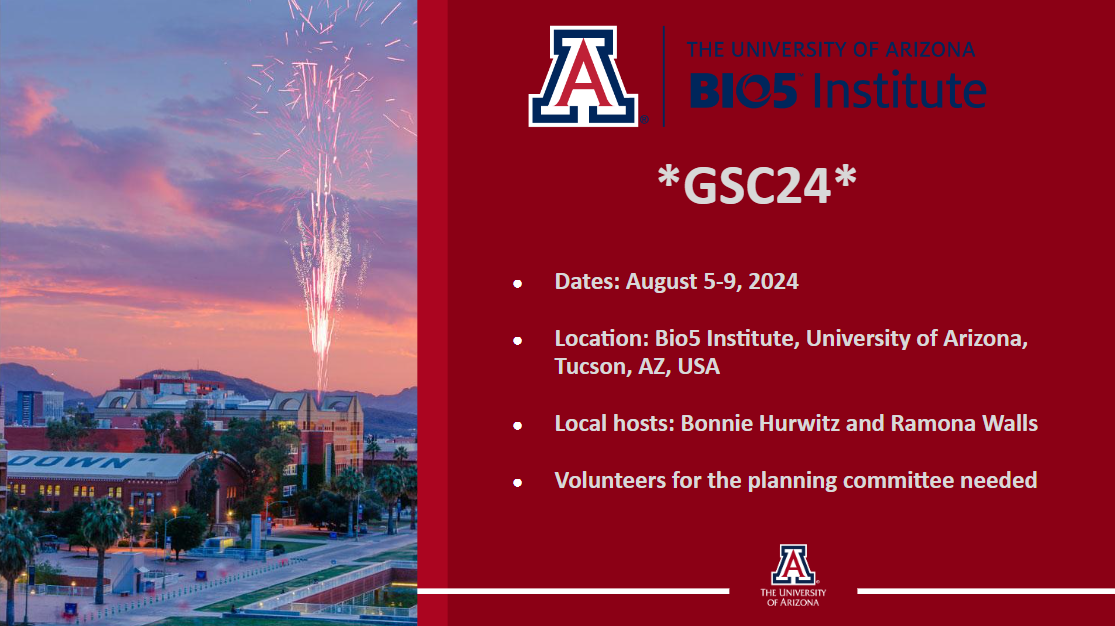 THE UNIVERSITY OF ARIZONA
BIO5 Institute
A
*GSC24*
• Dates: August 5-9, 2024
• Location: Bio5 Institute, University of Arizona,
Tucson, AZ, USA
• Local hosts: Bonnie Hurwitz and Ramona Walls
• Volunteers for the planning committee needed
DOWN"
A
THE UNIVERSITY
OF ARIZONA